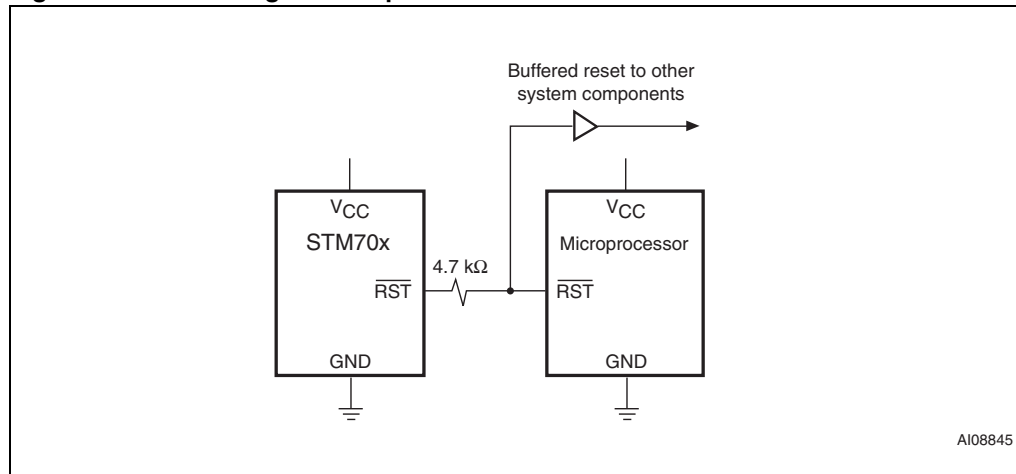 Buffered reset to other
system components
VCC
STM70x
RST
GND
4.7 kΩ
VCC
Microprocessor
RST
GND
AI08845